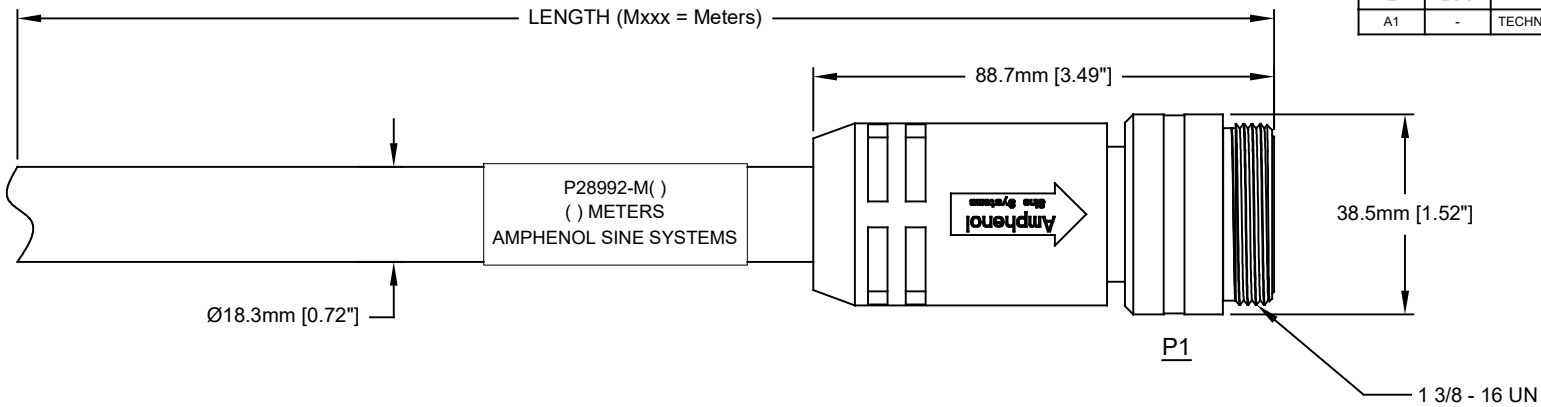 LENGTH (Mxxx = Meters)
A1 - TECHN
88.7mm [3.49"]
P28992-M( )
( ) METERS
AMPHENOL SINE SYSTEMS
Amphenol
Sine Systems
38.5mm [1.52"]
Ø18.3mm [0.72"]
P1
1 3/8 - 16 UN